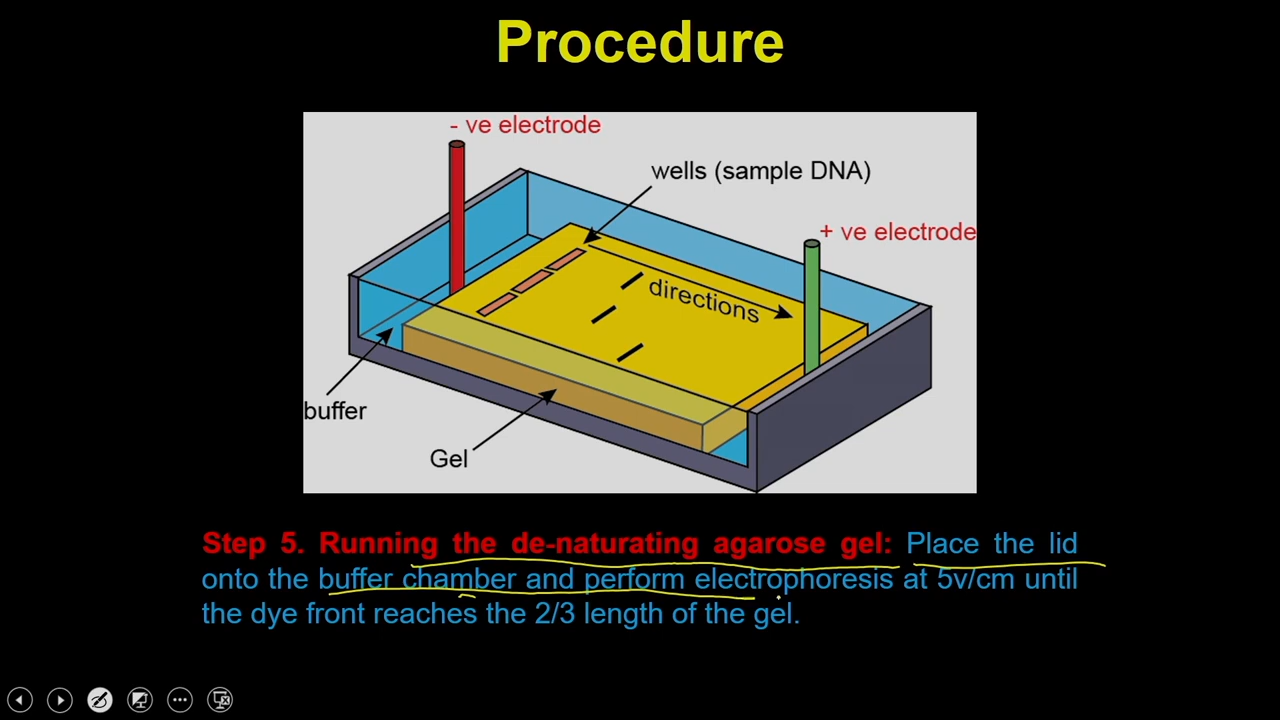 Procedure
- ve electrode
wells (sample DNA)
+ ve electrode
directions
buffer
Gel
Step 5. Running the de-naturating agarose gel: Place the lid
onto the buffer chamber and perform electrophoresis at 5v/cm until
the dye front reaches the 2/3 length of the gel.